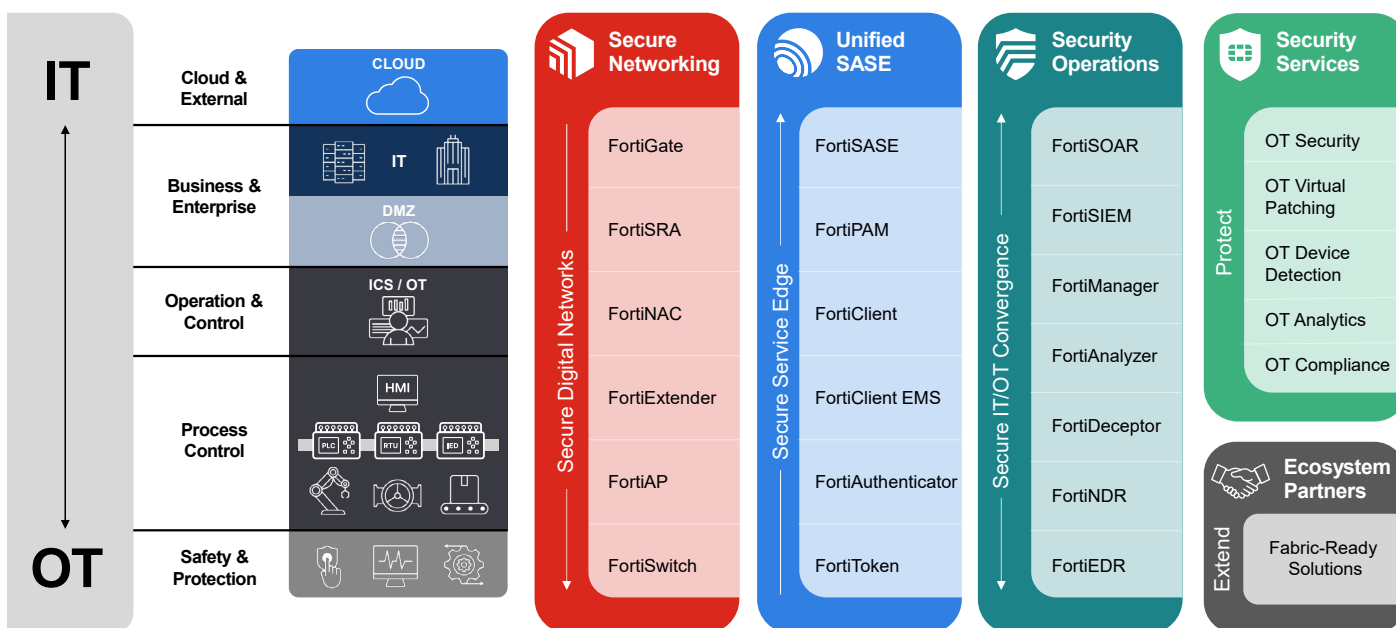 IT
OT
Cloud &
External
Business &
Enterprise
Operation &
Control
Process
Control
Safety &
Protection
CLOUD
IT
DMZ
ICS / OT
HMI
PLC
RTU
IED
Secure
Networking
Secure Digital Networks
FortiGate
FortiSRA
FortiNAC
FortiExtender
FortiAP
FortiSwitch
Unified
SASE
Secure Service Edge
FortiSASE
FortiPAM
FortiClient
FortiClient EMS
FortiAuthenticator
FortiToken
Security
Operations
Secure IT/OT Convergence
FortiSOAR
FortiSIEM
FortiManager
FortiAnalyzer
FortiDeceptor
FortiNDR
FortiEDR
Security
Services
Protect
OT Security
OT Virtual
Patching
OT Device
Detection
OT Analytics
OT Compliance
Ecosystem
Partners
Extend
Fabric-Ready
Solutions